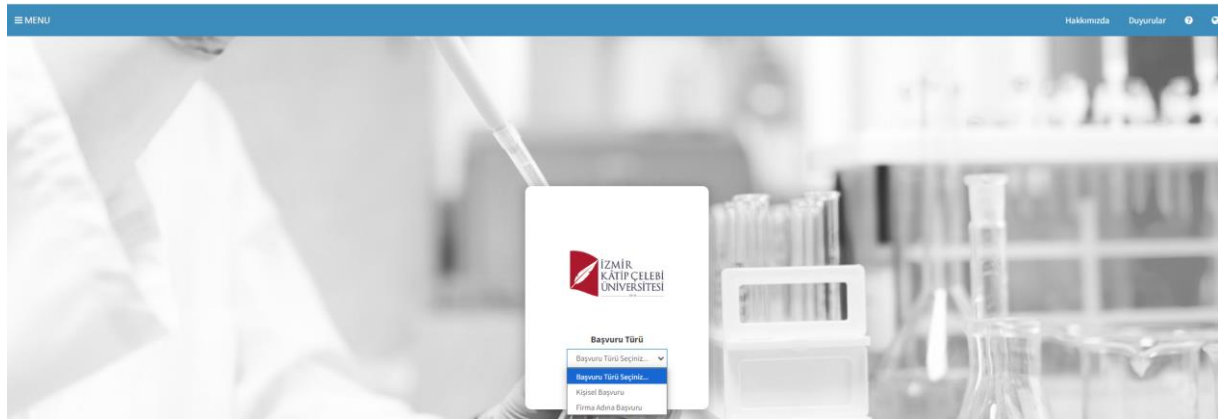 MENU
Hakkımızda Duyurular
İZMİR
KÂTİP ÇELEBİ
ÜNİVERSİTESİ
Başvuru Türü
Başvuru Türü Seçiniz...
Başvuru Türü Seçiniz...
Kişisel Başvuru
Firma Adına Başvuru